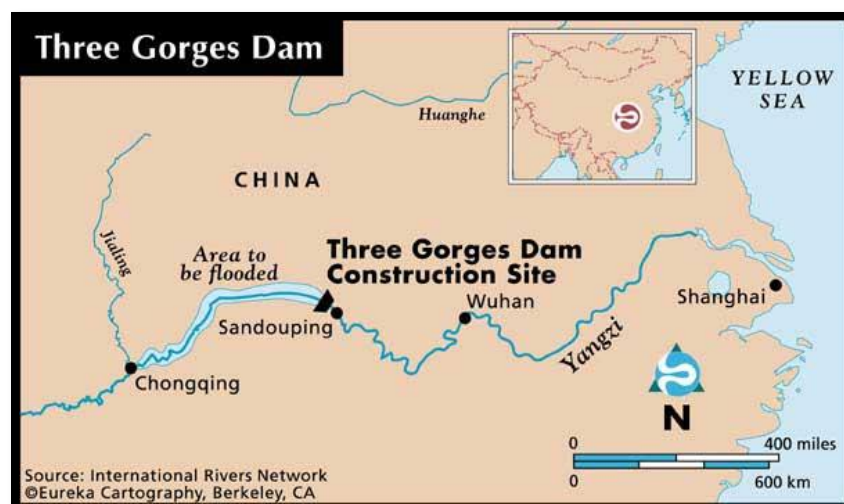 Three Gorges Dam
YELLOW
SEA
Huanghe
CHINA
Jialing
Area to
be flooded
Three Gorges Dam
Construction Site
Wuhan
Shanghai
Sandouping
Yangzi
Chongqing
N
0 400 miles
0 600 km
Source: International Rivers Network
©Eureka Cartography, Berkeley, CA